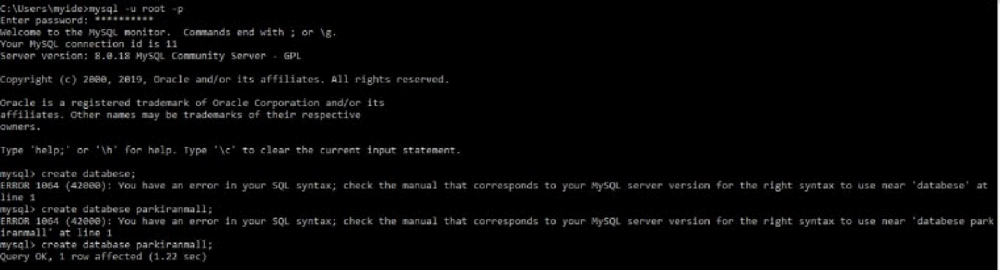 C:\Users\myide>mysql -u root -p
Enter password: **********
Welcome to the MySQL monitor.  Commands end with ; or \g.
Your MySQL connection id is 11
Server version: 8.0.18 MySQL Community Server - GPL
Copyright (c) 2000, 2019, Oracle and/or its affiliates. All rights reserved.
Oracle is a registered trademark of Oracle Corporation and/or its
affiliates. Other names may be trademarks of their respective
owners.
Type 'help;' or '\h' for help. Type '\c' to clear the current input statement.
mysql> create databese;
ERROR 1064 (42000): You have an error in your SQL syntax; check the manual that corresponds to your MySQL server version for the right syntax to use near 'databese' at
line 1
mysql> create databese parkiranmall;
ERROR 1064 (42000): You have an error in your SQL syntax; check the manual that corresponds to your MySQL server version for the right syntax to use near 'databese park
iranmall' at line 1
mysql> create database parkiranmall;
Query OK, 1 row affected (1.22 sec)